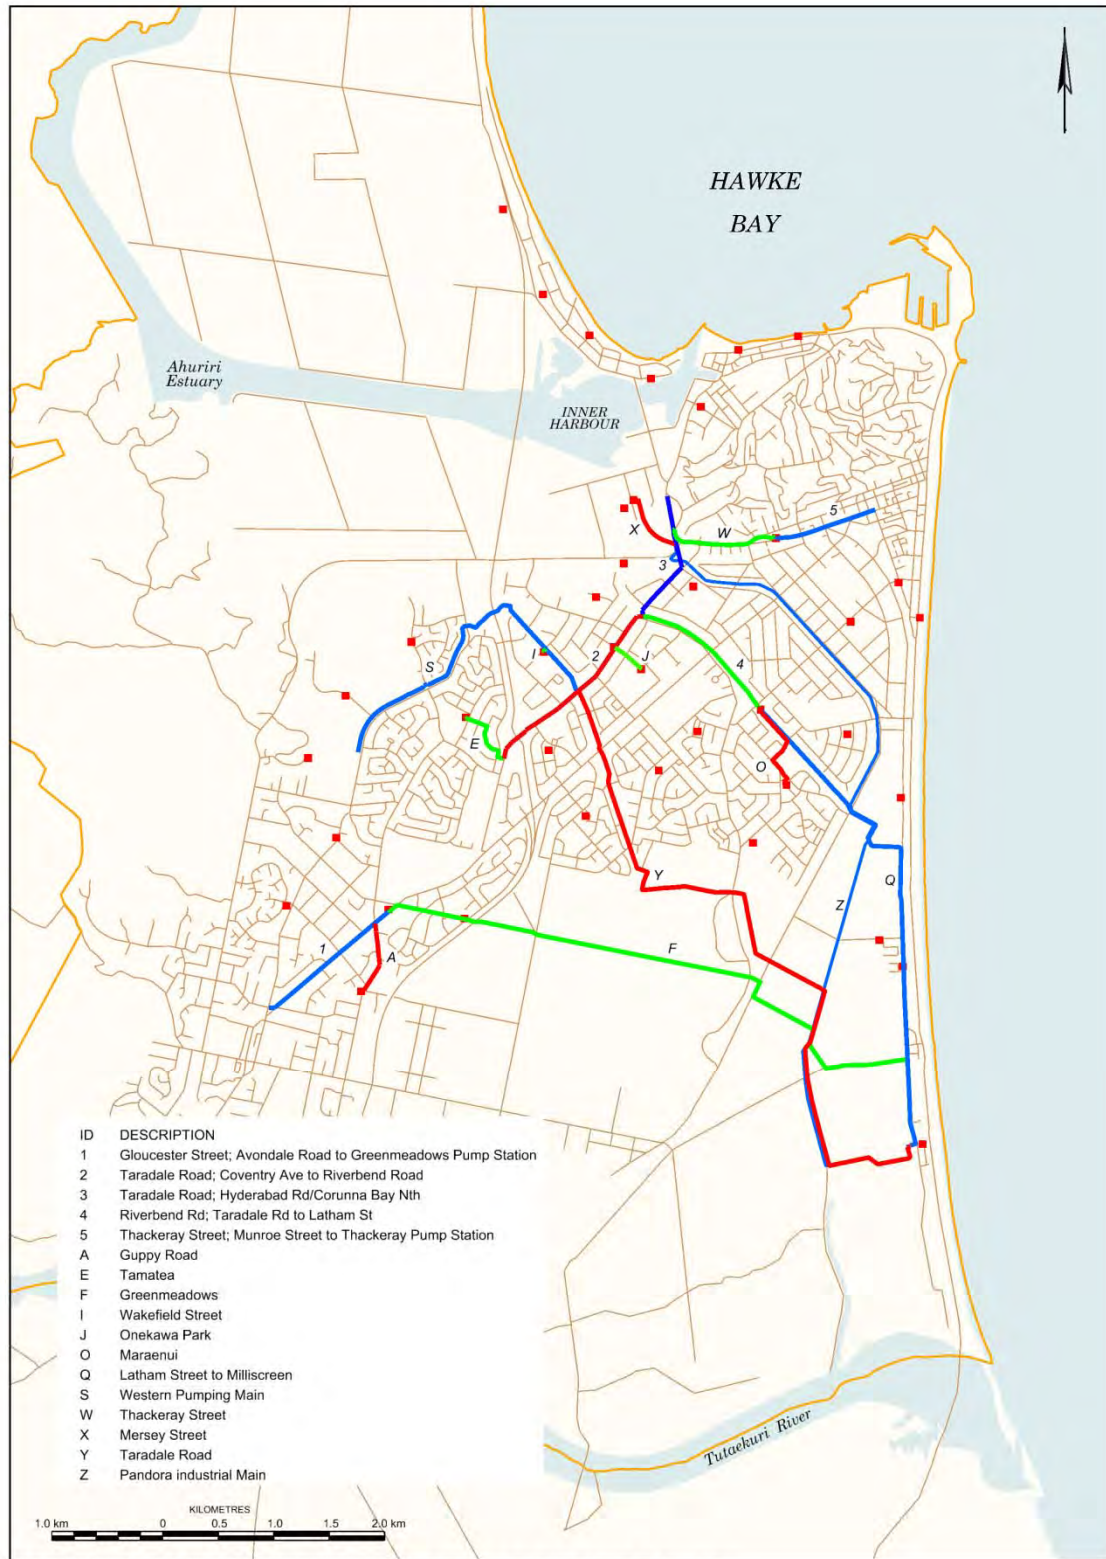 HAWKE
BAY
Ahuriri
Estuary
INNER
HARBOUR
5
X
W
3
I
2
J
S
4
E
O
Y
Q
Z
1
A
F
ID DESCRIPTION
1 Gloucester Street; Avondale Road to Greenmeadows Pump Station
2 Taradale Road; Coventry Ave to Riverbend Road
3 Taradale Road; Hyderabad Rd/Corunna Bay Nth
4 Riverbend Rd; Taradale Rd to Latham St
5 Thackeray Street; Munroe Street to Thackeray Pump Station
A Guppy Road
E Tamatea
F Greenmeadows
I Wakefield Street
J Onekawa Park
O Maraenui
Q Latham Street to Milliscreen
S Western Pumping Main
W Thackeray Street
X Mersey Street
Y Taradale Road
Z Pandora industrial Main
Tutaekuri River
KILOMETRES
1.0 km 0 0.5 1.0 1.5 2.0 km